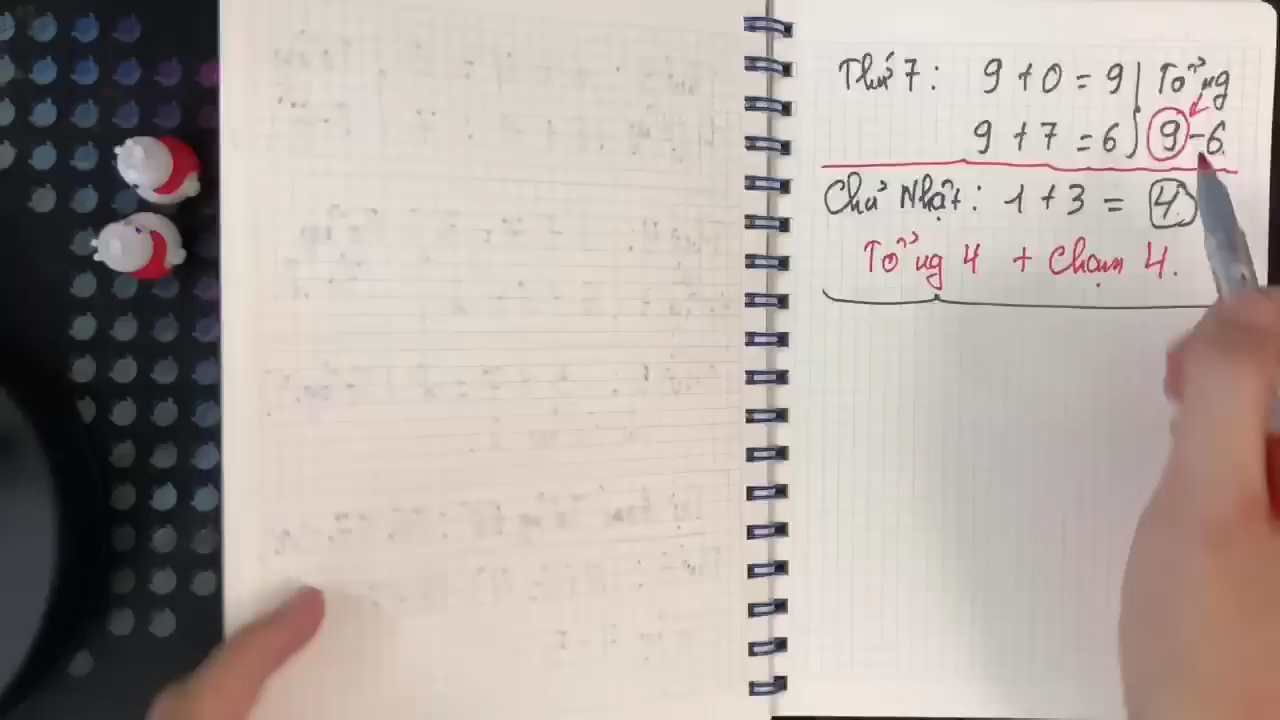 Thứ 7: 9 + 0 = 9 | Tổng
9 + 7 = 6 ) 9 - 6.
Chủ Nhật: 1 + 3 = 4.
Tổng 4 + Chạm 4.